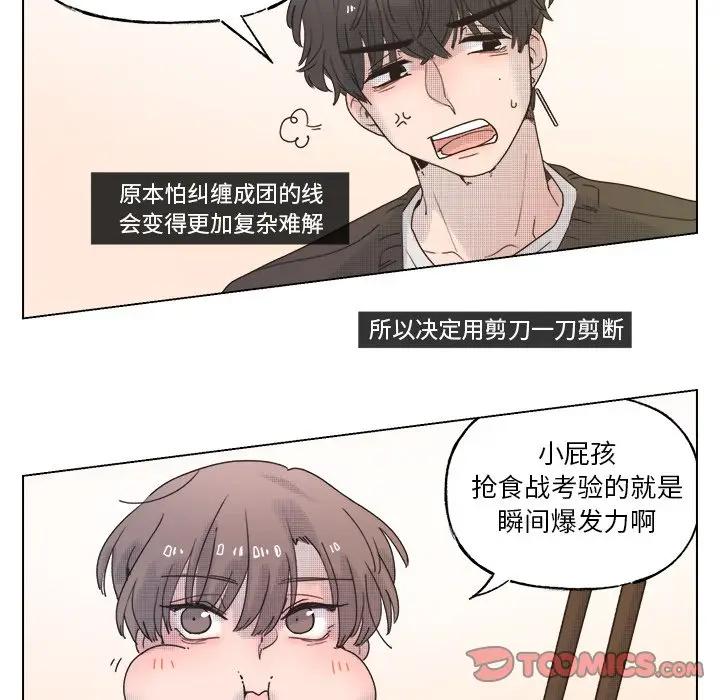 原本怕纠缠成团的线
会变得更加复杂难解
所以决定用剪刀一刀剪断
小屁孩
抢食战考验的就是
瞬间爆发力啊
TOOMICS.com